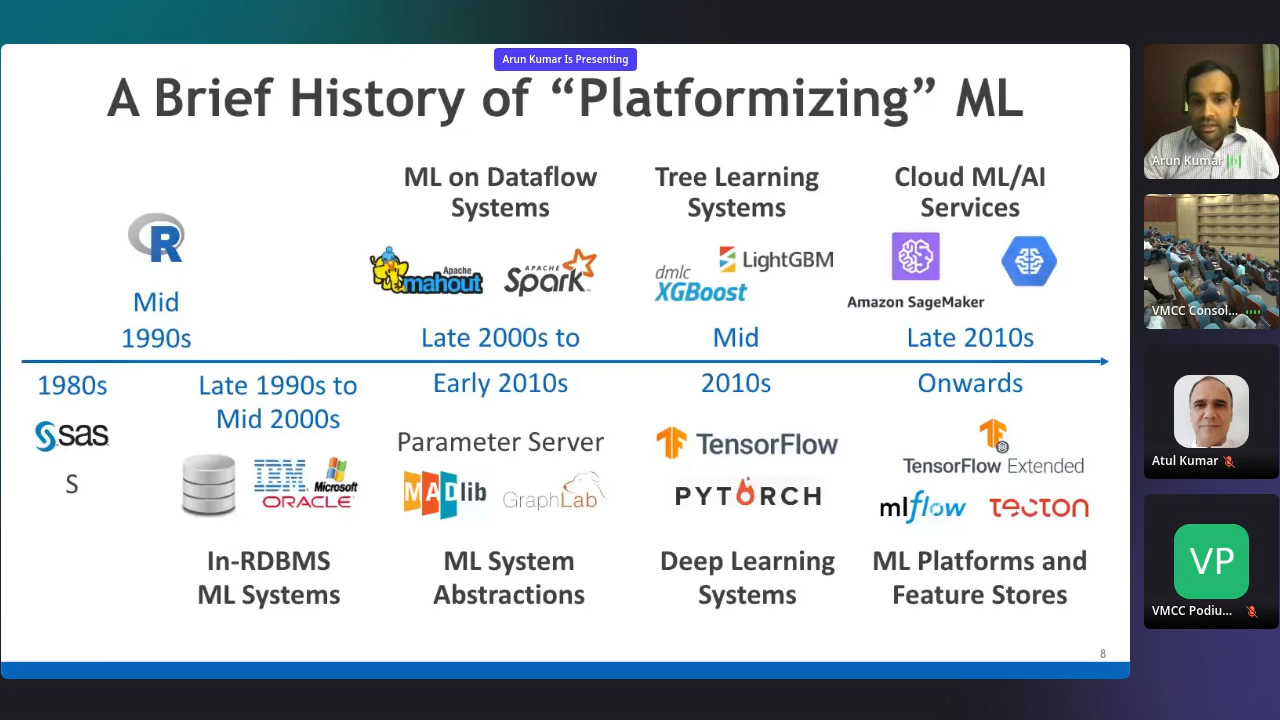 Arun Kumar Is Presenting
A Brief History of “Platformizing” ML
ML on Dataflow
Systems
Tree Learning
Systems
Cloud ML/AI
Services
R
Apache
mahout
APACHE
Spark
LightGBM
dmlc
XGBoost
Amazon SageMaker
Mid
1990s
Late 2000s to
Mid
Late 2010s
1980s
Late 1990s to
Mid 2000s
Early 2010s
2010s
Onwards
sas
S
IBM
Microsoft
ORACLE
Parameter Server
MADlib
GraphLab
TensorFlow
PYTORCH
TensorFlow Extended
mlflow
TECTON
In-RDBMS
ML Systems
ML System
Abstractions
Deep Learning
Systems
ML Platforms and
Feature Stores
8
Arun Kumar
VMCC Consol...
Atul Kumar
VP
VMCC Podiu...